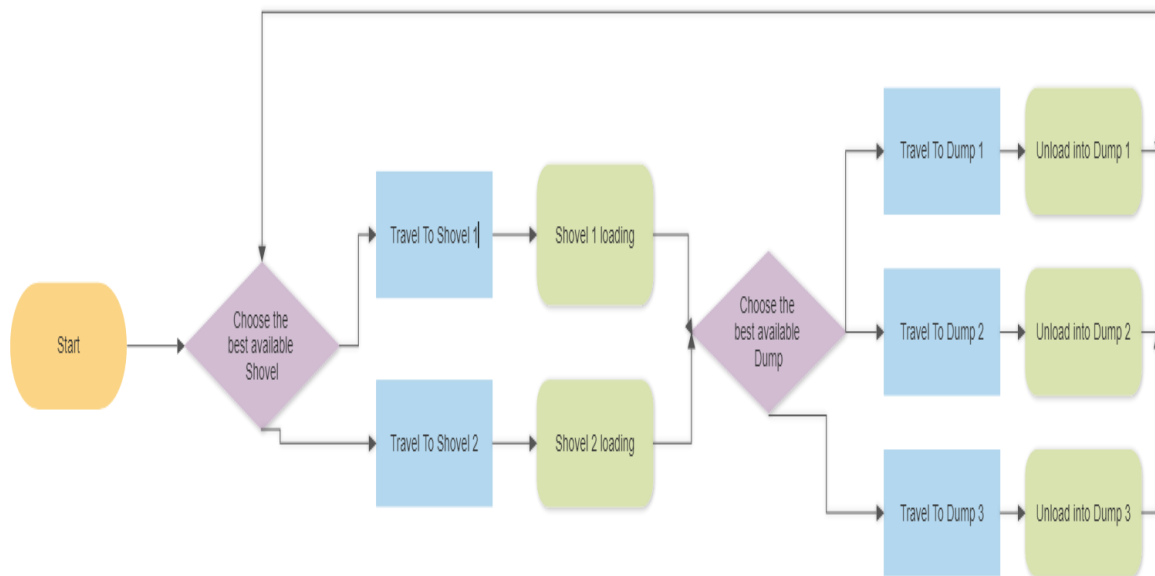 Start
Choose the
best available
Shovel
Travel To Shovel 1
Shovel 1 loading
Travel To Shovel 2
Shovel 2 loading
Choose the
best available
Dump
Travel To Dump 1
Unload into Dump 1
Travel To Dump 2
Unload into Dump 2
Travel To Dump 3
Unload into Dump 3